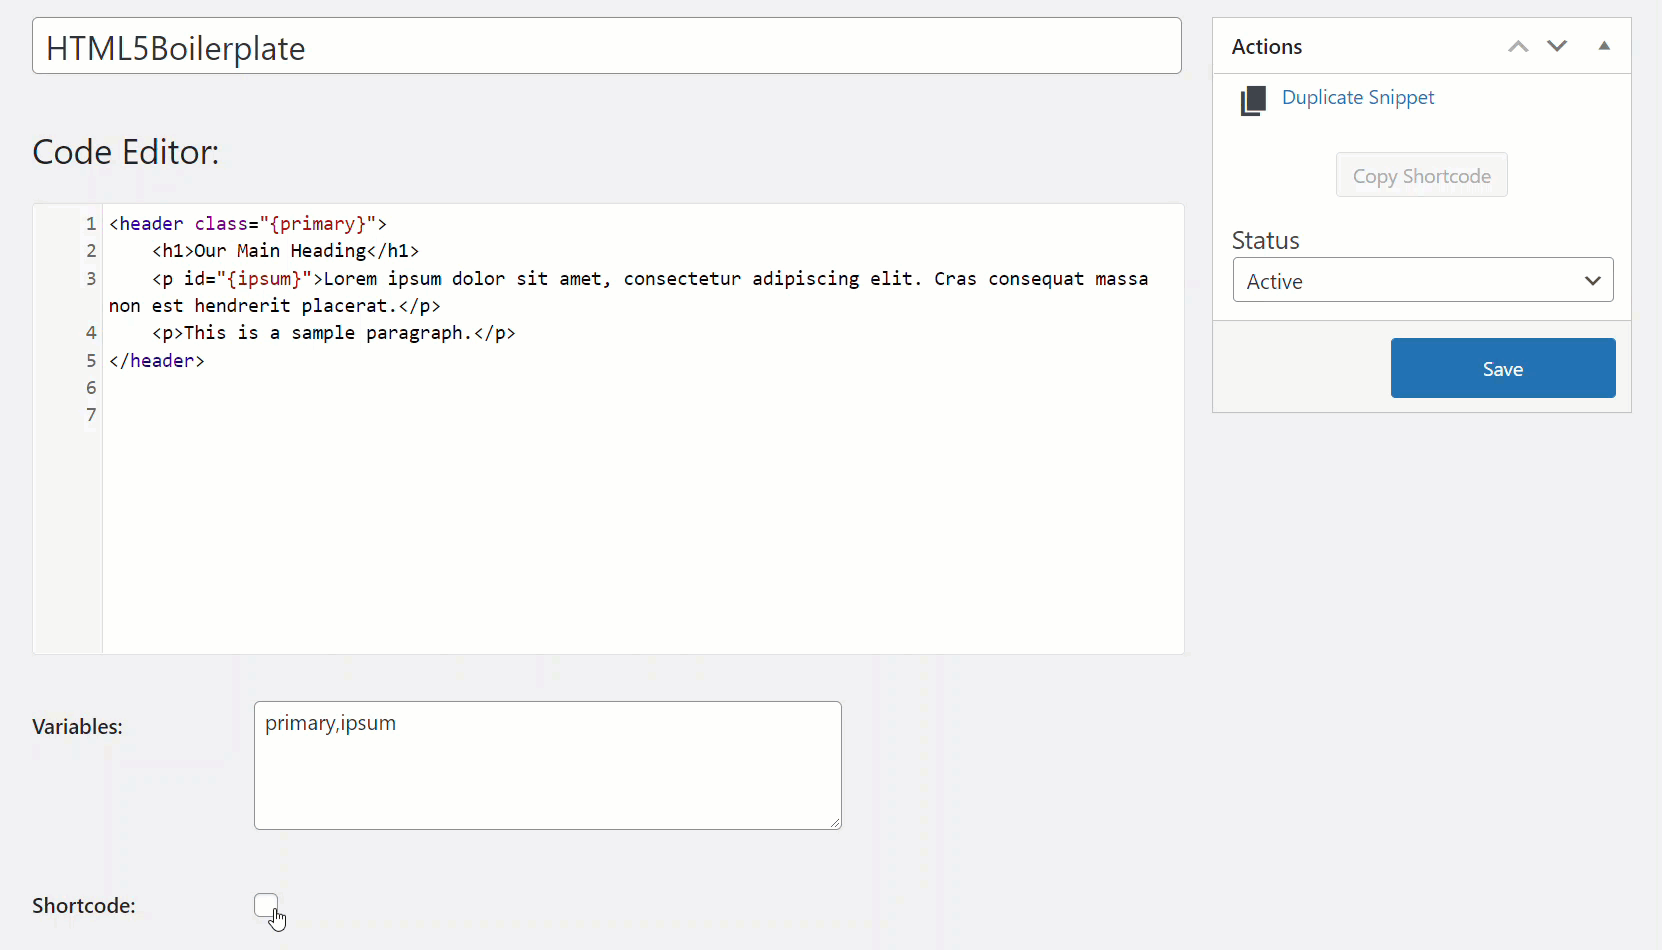 HTML5Boilerplate
Actions
Duplicate Snippet
Copy Shortcode
Status
Active
Save
Code Editor:
1 <header class="{primary}">
2     <h1>Our Main Heading</h1>
3     <p id="{ipsum}">Lorem ipsum dolor sit amet, consectetur adipiscing elit. Cras consequat massa
non est hendrerit placerat.</p>
4     <p>This is a sample paragraph.</p>
5 </header>
6
7
Variables:
primary,ipsum
Shortcode: